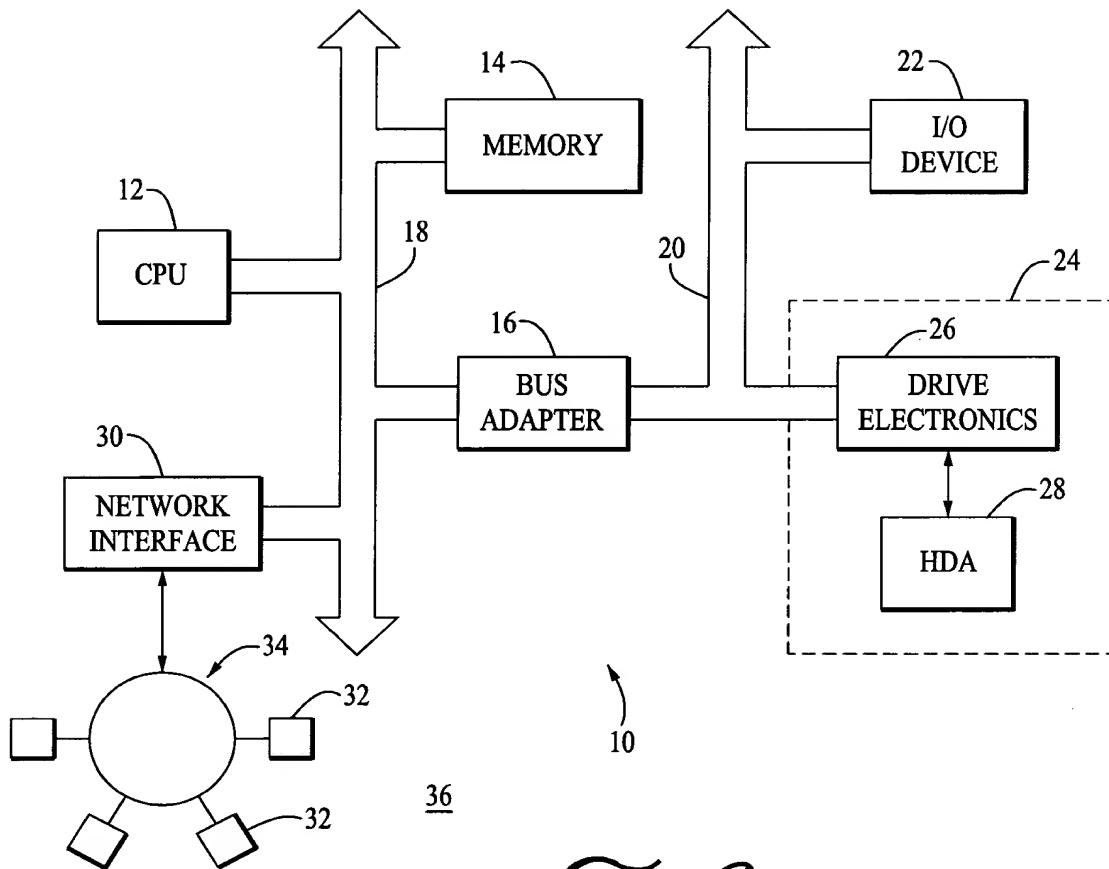 14
MEMORY
22
I/O
DEVICE
12
CPU
18
20
24
16
BUS
ADAPTER
26
DRIVE
ELECTRONICS
30
NETWORK
INTERFACE
28
HDA
34
32
10
36
32